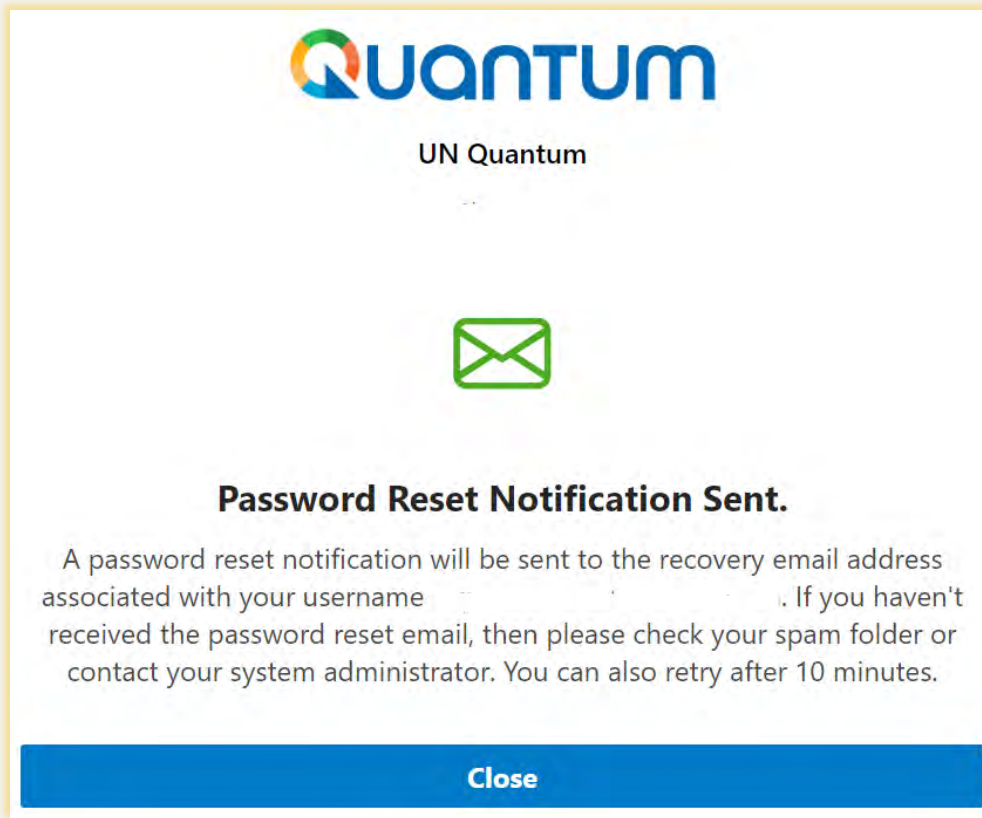 QUANTUM
UN Quantum
Password Reset Notification Sent.
A password reset notification will be sent to the recovery email address
associated with your username . If you haven't
received the password reset email, then please check your spam folder or
contact your system administrator. You can also retry after 10 minutes.
Close